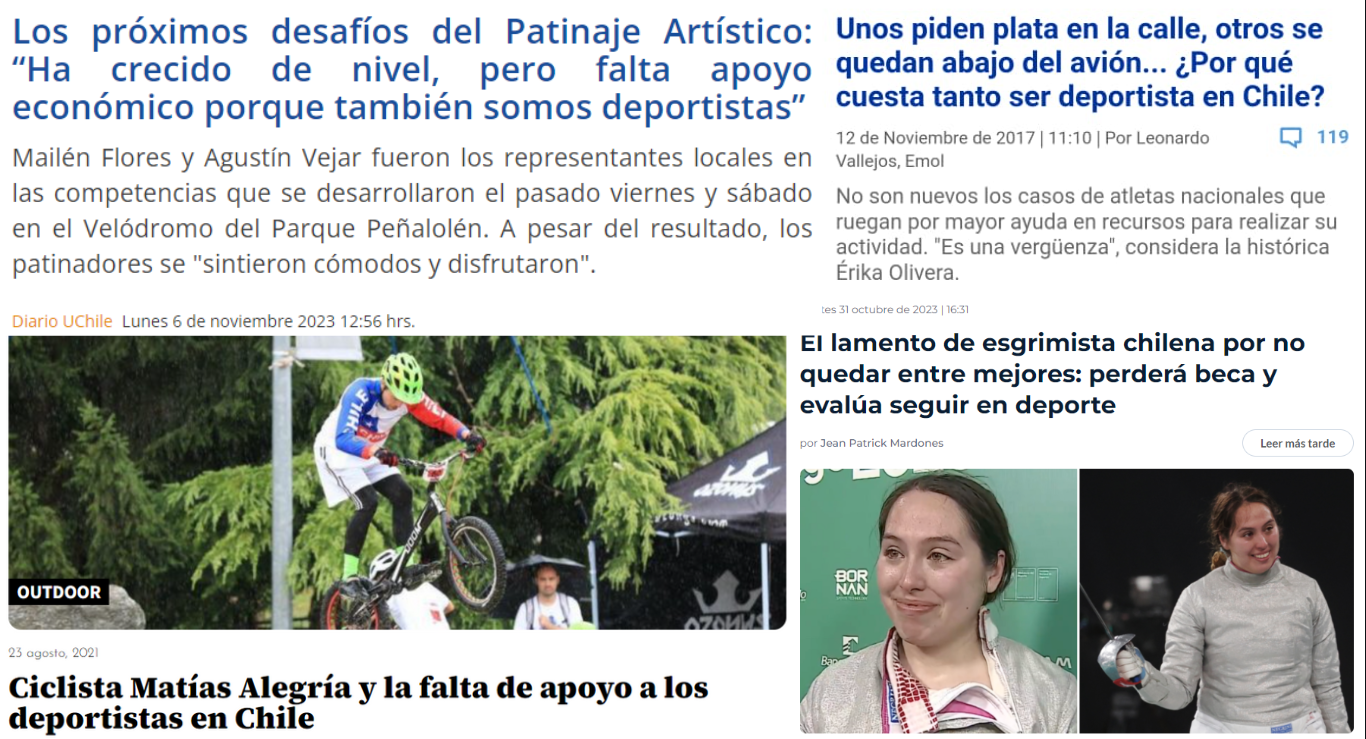 Los próximos desafíos del Patinaje Artístico:
“Ha crecido de nivel, pero falta apoyo
económico porque también somos deportistas”
Mailén Flores y Agustín Vejar fueron los representantes locales en
las competencias que se desarrollaron el pasado viernes y sábado
en el Velódromo del Parque Peñalolén. A pesar del resultado, los
patinadores se "sintieron cómodos y disfrutaron".
Diario UChile Lunes 6 de noviembre 2023 12:56 hrs.
Unos piden plata en la calle, otros se
quedan abajo del avión... ¿Por qué
cuesta tanto ser deportista en Chile?
12 de Noviembre de 2017 | 11:10 | Por Leonardo
Vallejos, Emol
119
No son nuevos los casos de atletas nacionales que
ruegan por mayor ayuda en recursos para realizar su
actividad. "Es una vergüenza", considera la histórica
Érika Olivera.
CHILE
OZONNIS
OUTDOOR
23 agosto, 2021
Ciclista Matías Alegría y la falta de apoyo a los
deportistas en Chile
es 31 octubre de 2023 | 16:31
El lamento de esgrimista chilena por no
quedar entre mejores: perderá beca y
evalúa seguir en deporte
por Jean Patrick Mardones
Leer más tarde
BOR
NAN